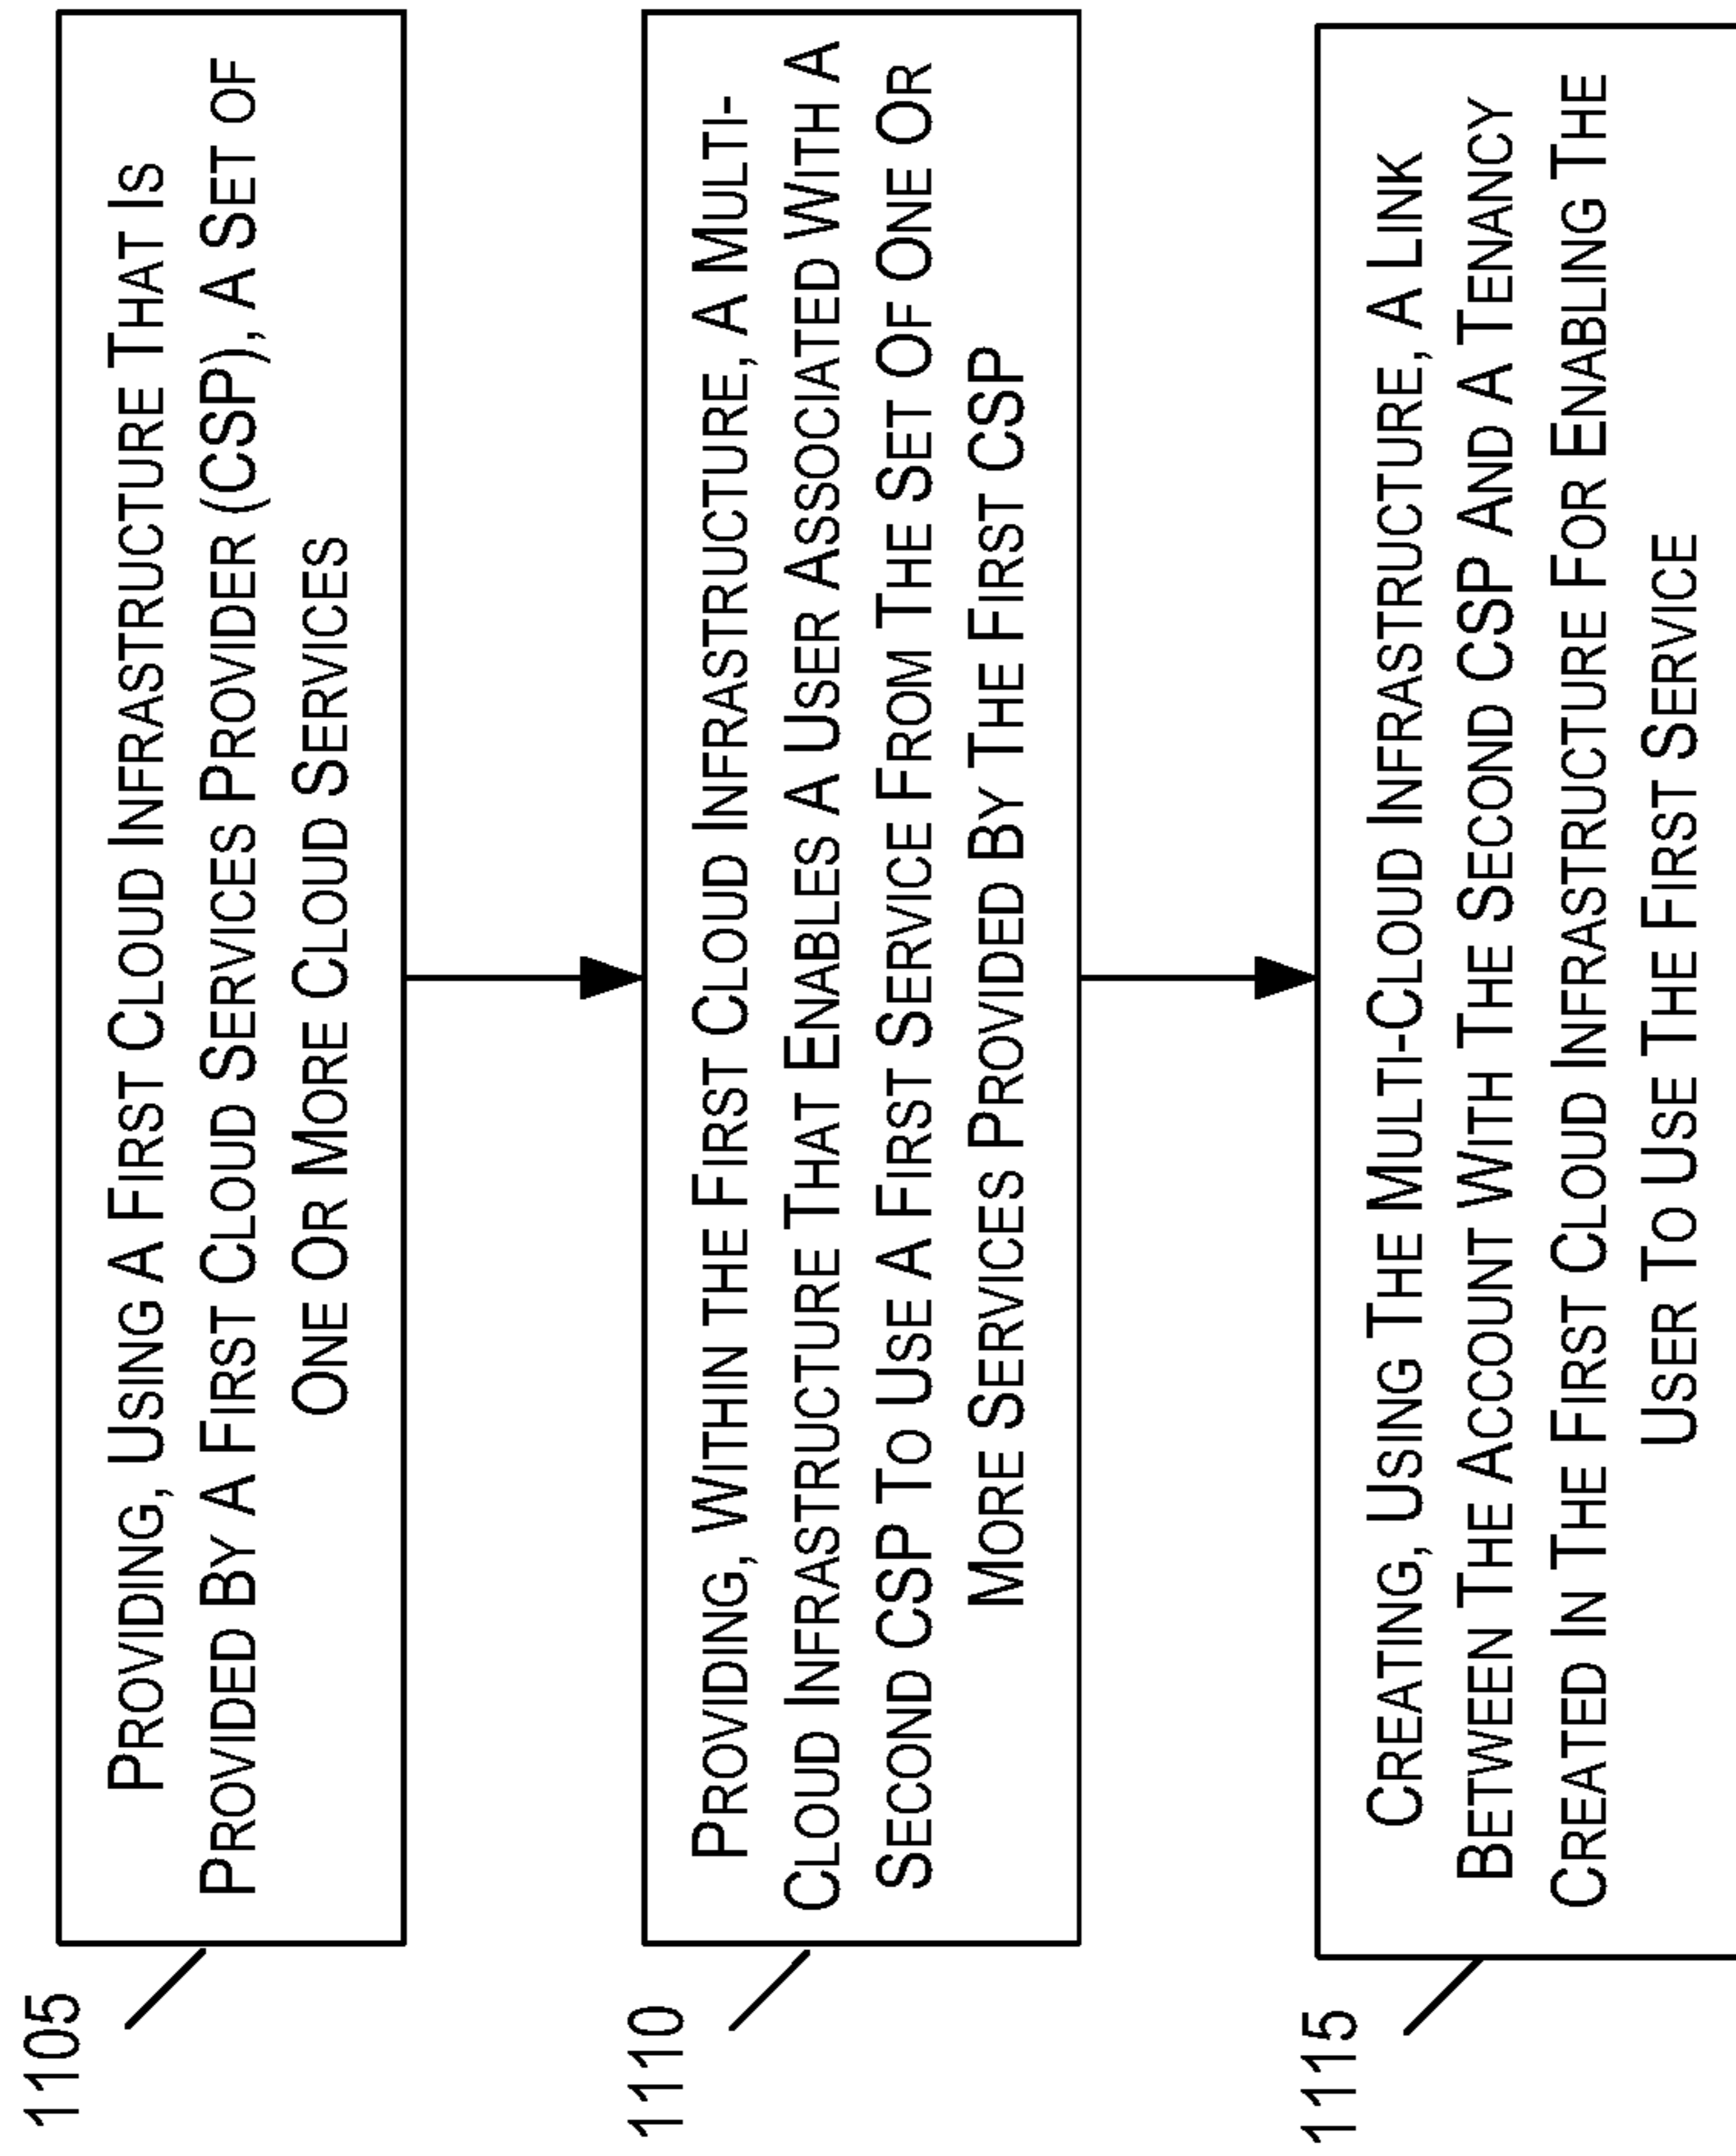 1105
Providing, Using A First Cloud Infrastructure That Is
Provided By A First Cloud Services Provider (CSP), A Set of
One Or More Cloud Services
1110
Providing, Within the First Cloud Infrastructure, A Multi-
Cloud Infrastructure That Enables A User Associated With A
Second CSP To Use A First Service From The Set Of One Or
More Services Provided By The First CSP
1115
Creating, Using The Multi-Cloud Infrastructure, A Link
Between The Account With The Second CSP And A Tenancy
Created In The First Cloud Infrastructure For Enabling The
User To Use The First Service